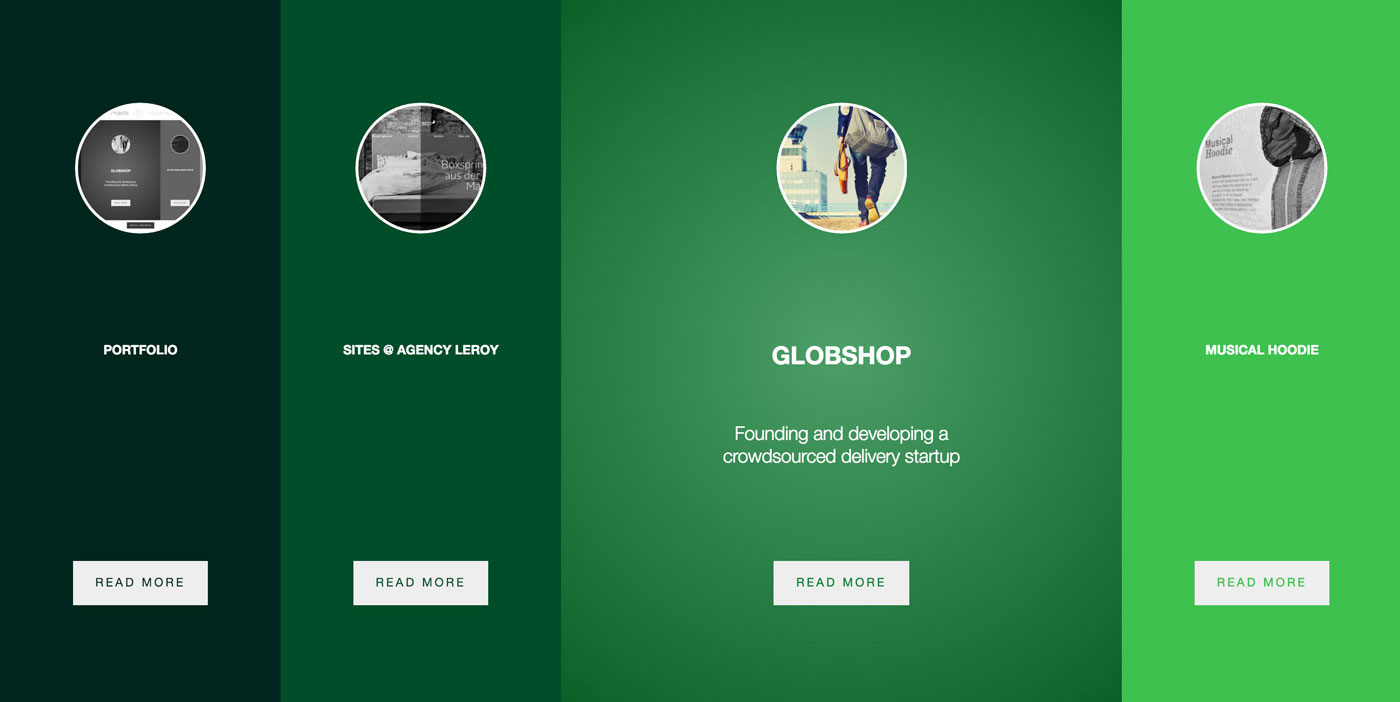 GLOBSHOP
PORTFOLIO
Boxsprin
aus der
Ma
SITES @ AGENCY LEROY
GLOBSHOP
Founding and developing a
crowdsourced delivery startup
Musical
Hoodie
MUSICAL HOODIE
READ MORE
READ MORE
READ MORE
READ MORE